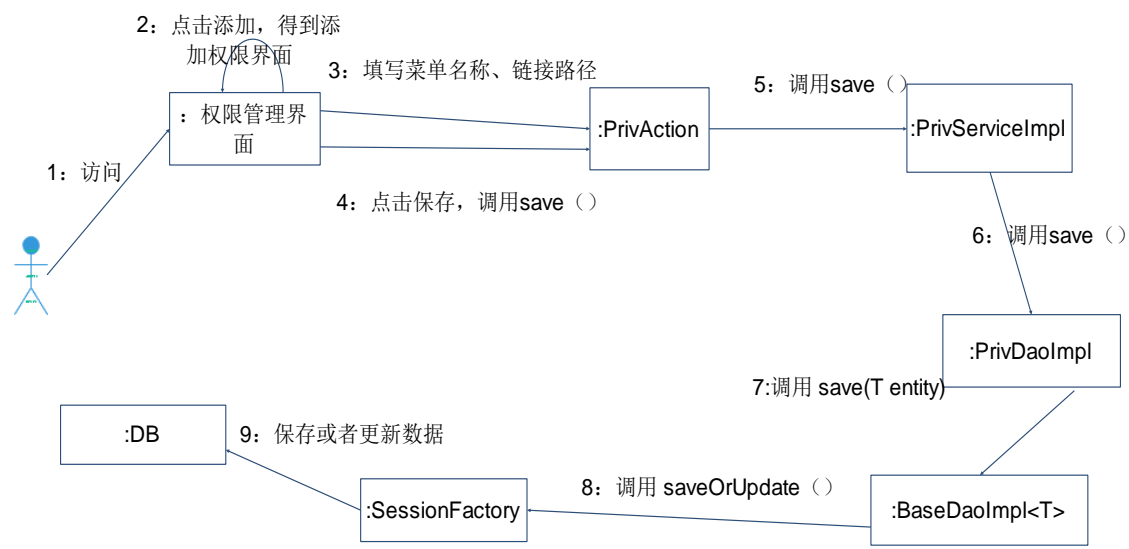 2：点击添加，得到添
加权限界面
3：填写菜单名称、链接路径
5：调用save（）
：权限管理界
面
:PrivAction
:PrivServiceImpl
1：访问
4：点击保存，调用save（）
6：调用save（）
:PrivDaoImpl
7:调用 save(T entity)
:DB
9：保存或者更新数据
8：调用 saveOrUpdate（）
:SessionFactory
:BaseDaoImpl<T>